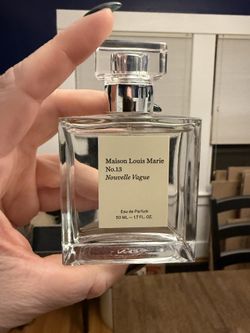 Maison Louis Marie
No.13
Nouvelle Vague
Eau de Parfum
50 ML — 1.7 FL. OZ.